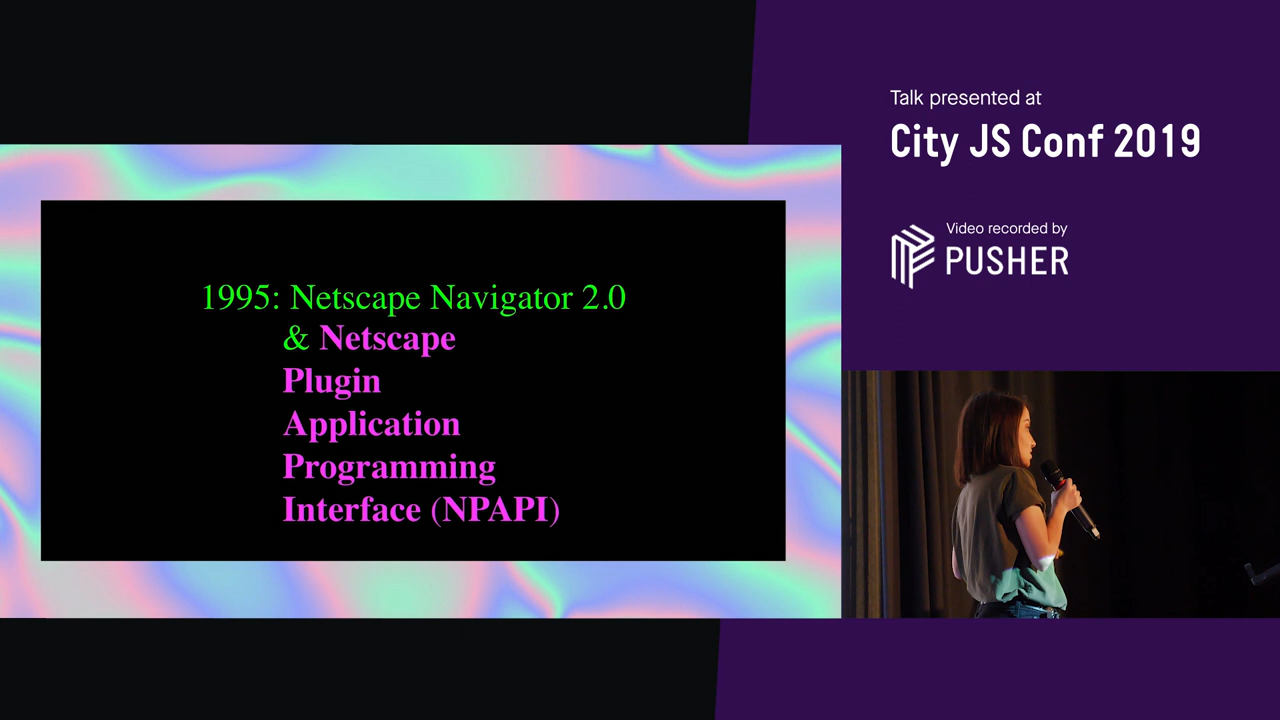 Talk presented at
City JS Conf 2019
Video recorded by
PUSHER
1995: Netscape Navigator 2.0
& Netscape
Plugin
Application
Programming
Interface (NPAPI)